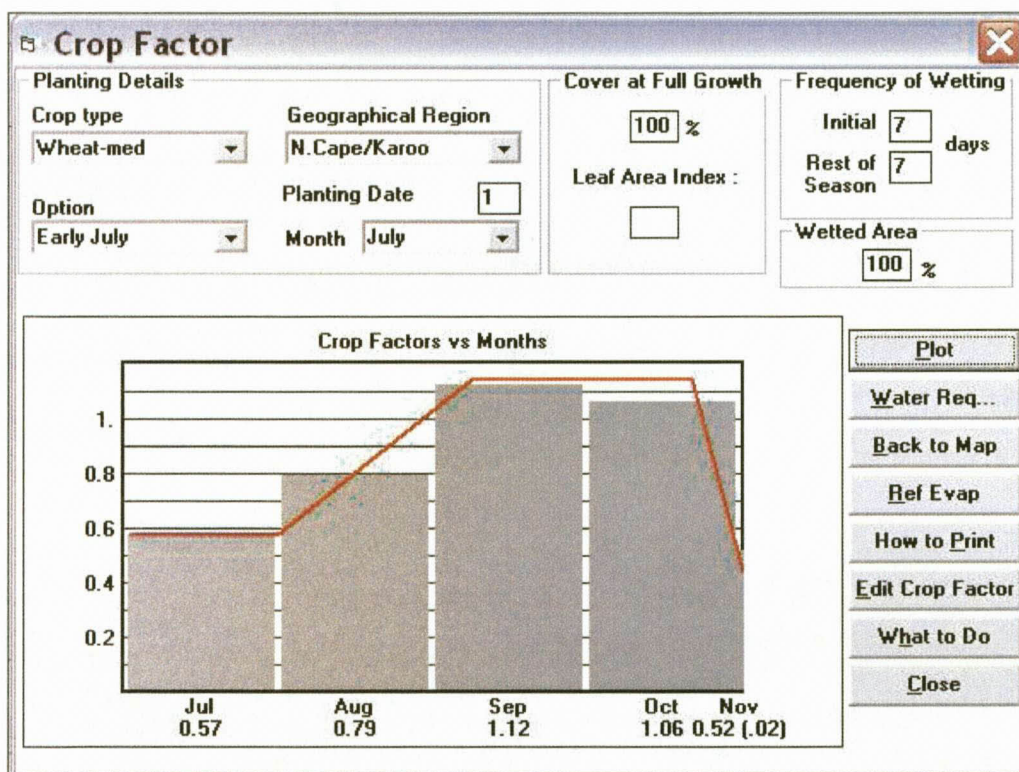 Crop Factor
Planting Details
Crop type
Wheat-med
Geographical Region
N.Cape/Karoo
Option
Early July
Planting Date 1
Month July
Cover at Full Growth
100 %
Leaf Area Index :
Frequency of Wetting
Initial 7
days
Rest of Season 7
Wetted Area
100 %
Crop Factors vs Months
1.
0.8
0.6
0.4
0.2
Jul Aug Sep Oct Nov
0.57 0.79 1.12 1.06 0.52 (.02)
Plot
Water Req...
Back to Map
Ref Evap
How to Print
Edit Crop Factor
What to Do
Close